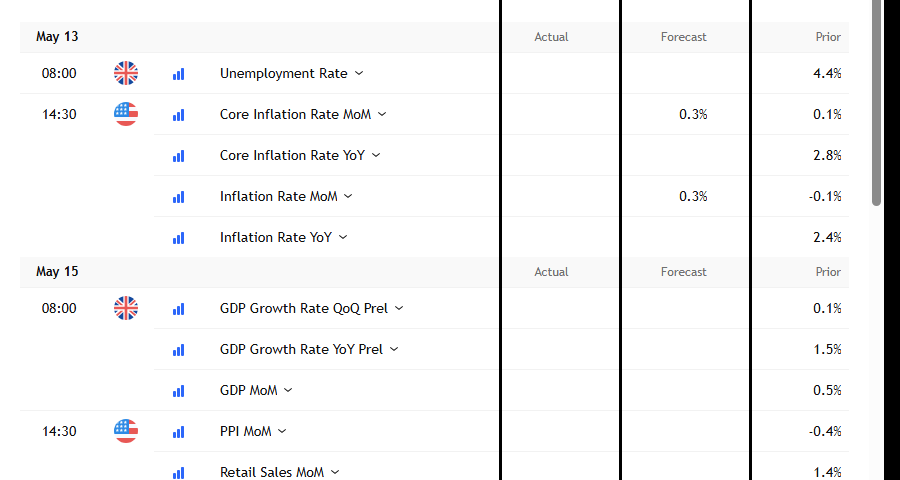 May 13 Actual Forecast Prior
08:00 Unemployment Rate 4.4%
14:30 Core Inflation Rate MoM 0.3% 0.1%
Core Inflation Rate YoY 2.8%
Inflation Rate MoM 0.3% -0.1%
Inflation Rate YoY 2.4%
May 15 Actual Forecast Prior
08:00 GDP Growth Rate QoQ Prel 0.1%
GDP Growth Rate YoY Prel 1.5%
GDP MoM 0.5%
14:30 PPI MoM -0.4%
Retail Sales MoM 1.4%